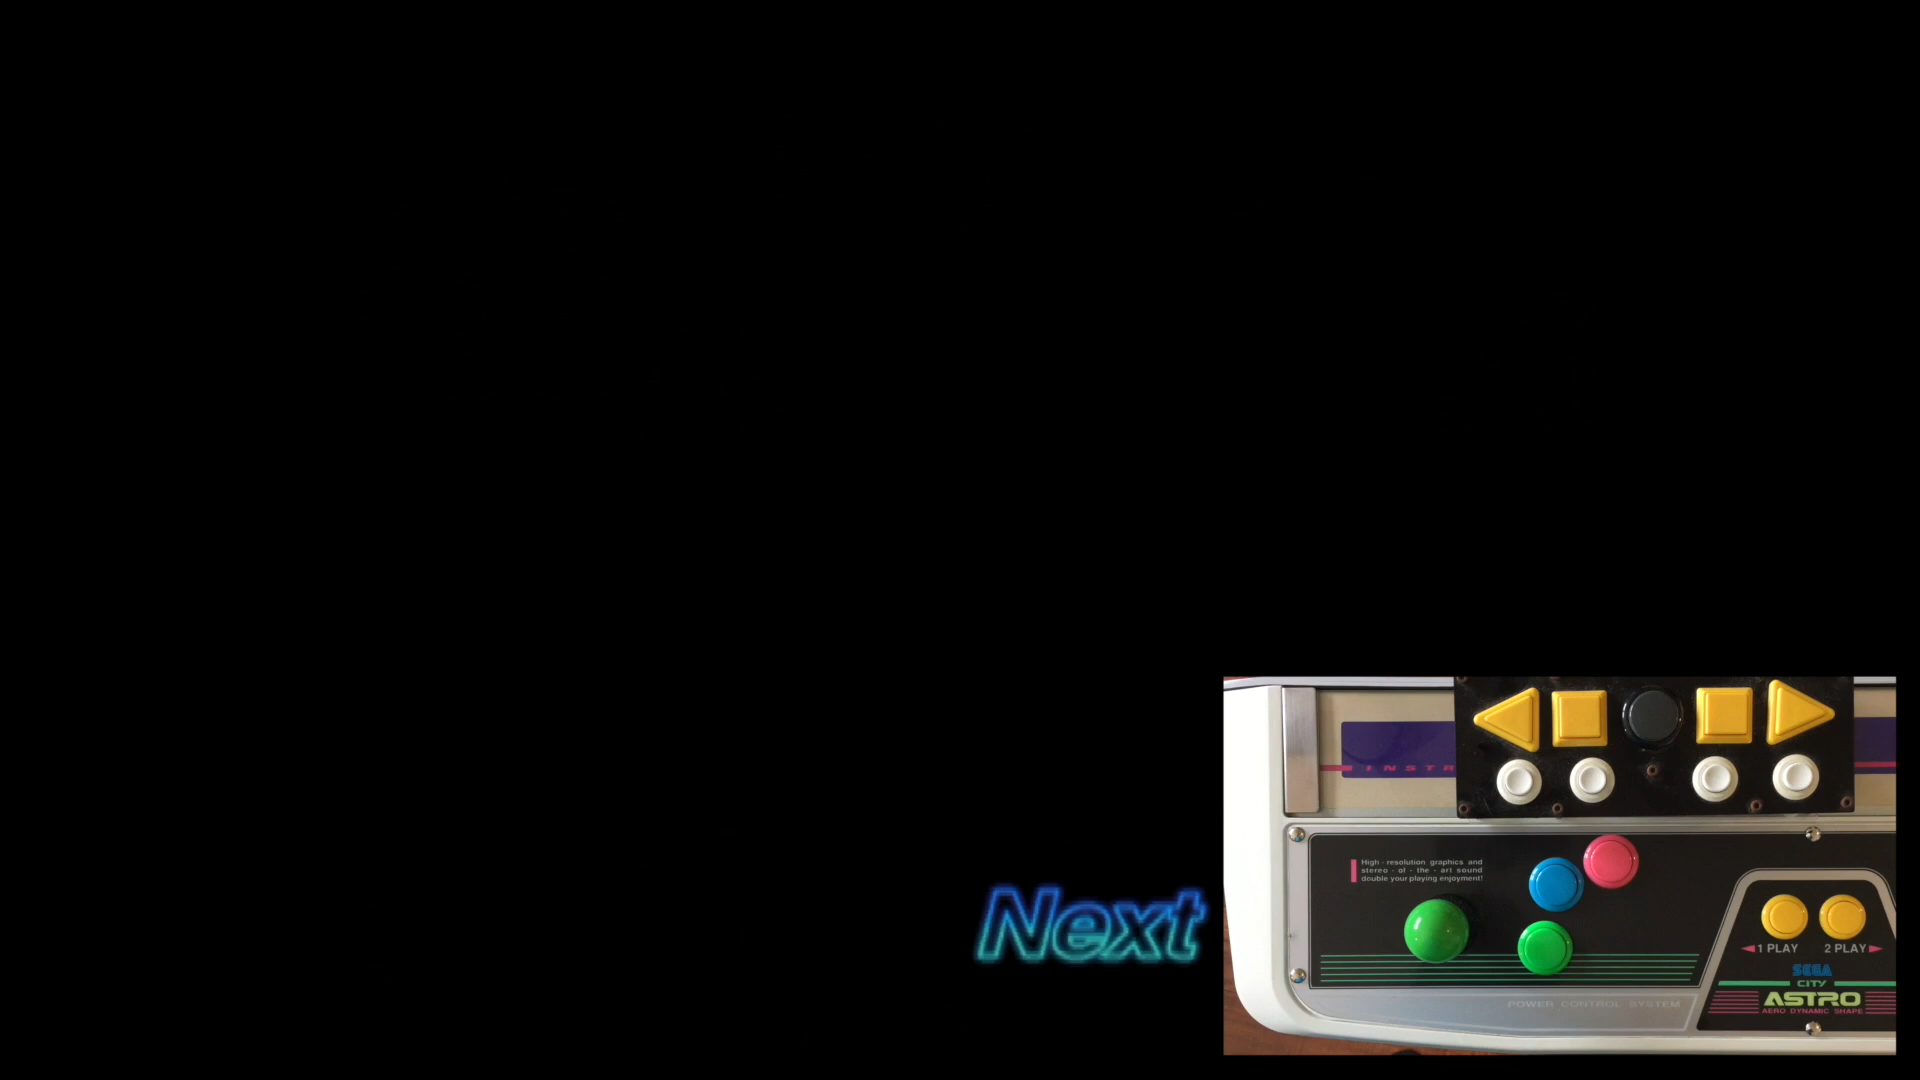 INSTR
High - resolution graphics and
stereo - of - the - art sound
double your playing enjoyment!
Next
1 PLAY 2 PLAY
SEGA
CITY
ASTRO
AERO DYNAMIC SHAPE
POWER CONTROL SYSTEM